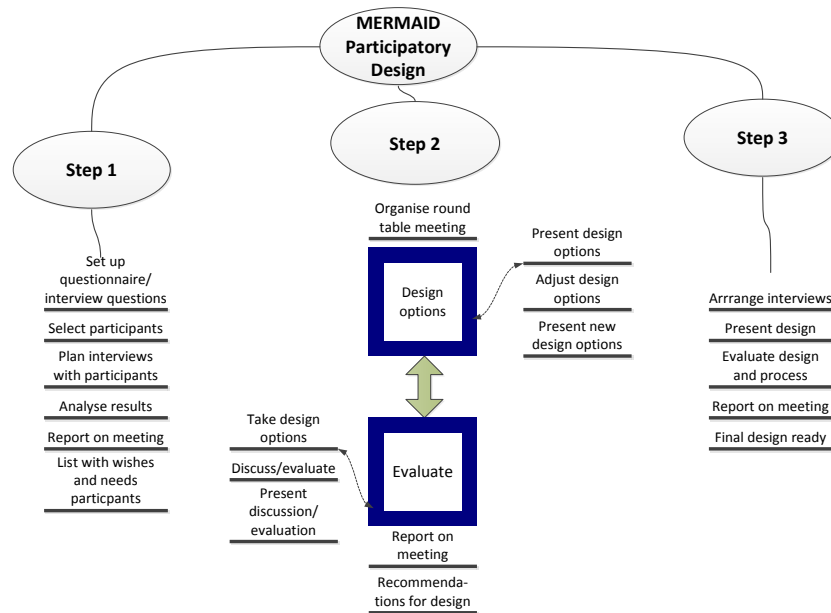 MERMAID
Participatory
Design
Step 1
Step 2
Step 3
Set up
questionnaire/
interview questions
Select participants
Plan interviews
with participants
Analyse results
Report on meeting
List with wishes
and needs
particpants
Organise round
table meeting
Design
options
Present design
options
Adjust design
options
Present new
design options
Take design
options
Discuss/evaluate
Present
discussion/
evaluation
Evaluate
Report on
meeting
Recommenda-
tions for design
Arrrange interviews
Present design
Evaluate design
and process
Report on meeting
Final design ready